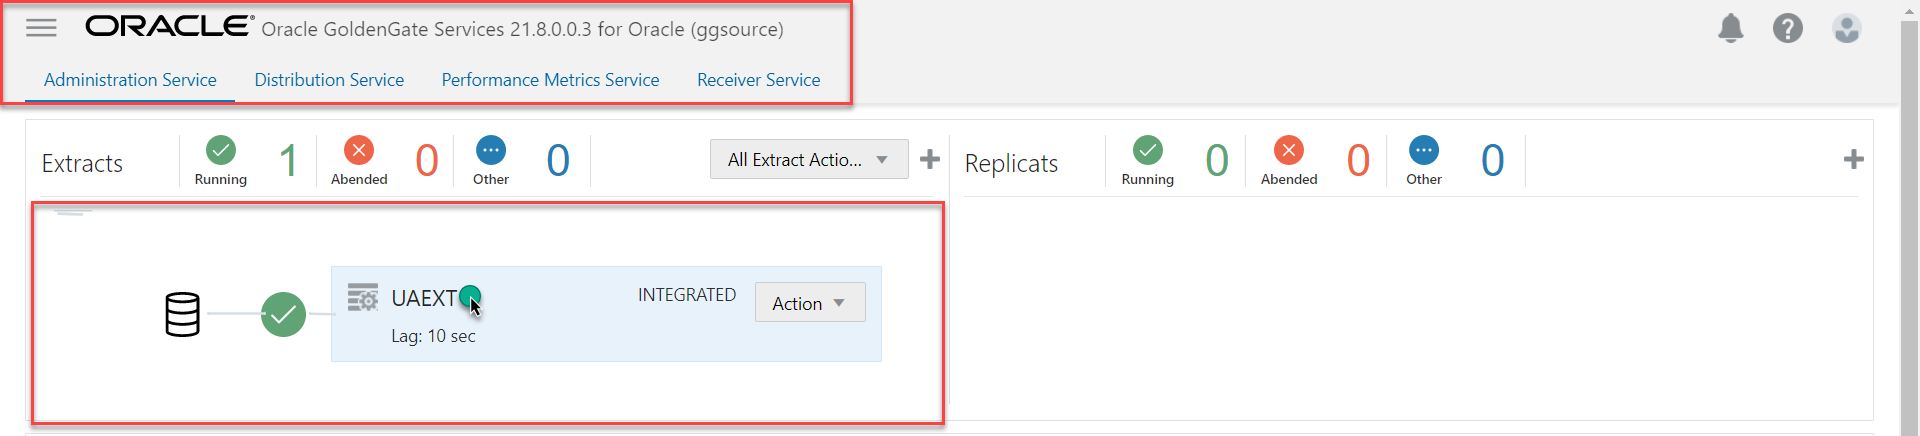 ORACLE® Oracle GoldenGate Services 21.8.0.0.3 for Oracle (ggsource)
Administration Service Distribution Service Performance Metrics Service Receiver Service
Extracts Running 1 Abended 0 Other 0 All Extract Actio... Replicats Running 0 Abended 0 Other 0
UAEXT INTEGRATED Action
Lag: 10 sec